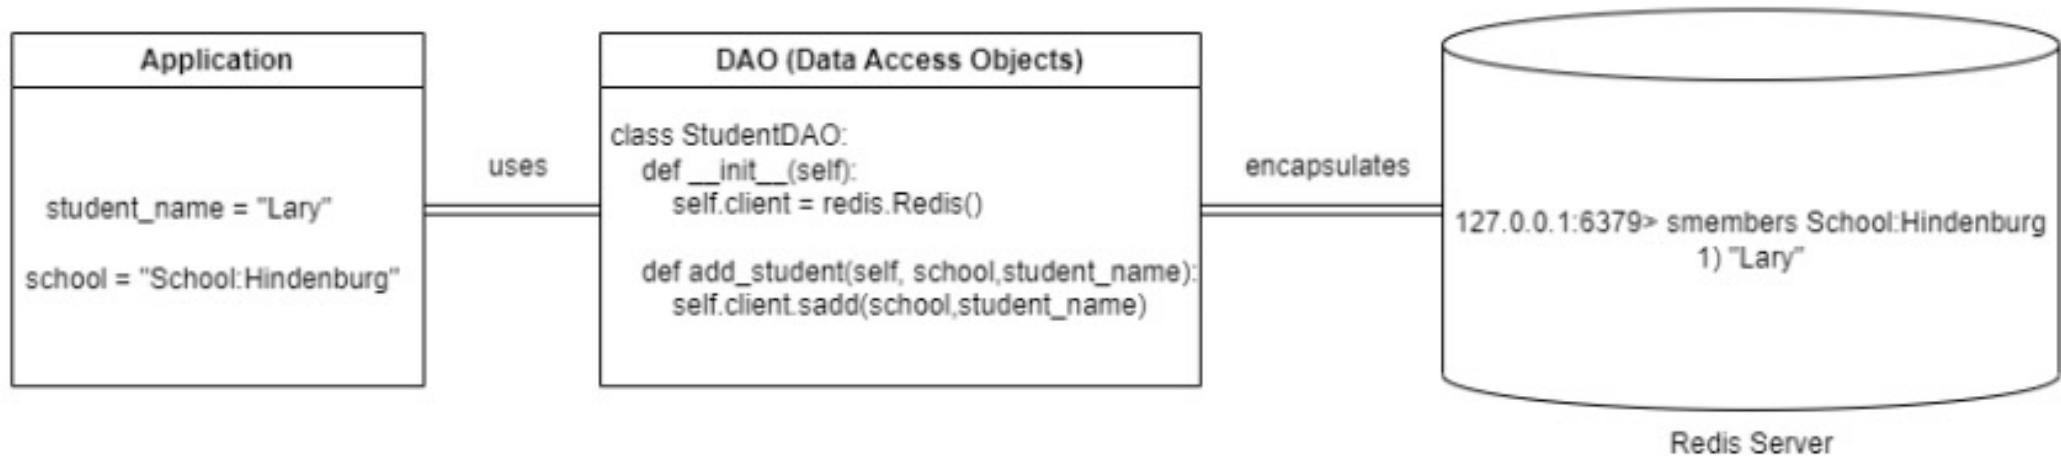 Application
student_name = "Lary"
school = "School:Hindenburg"
uses
DAO (Data Access Objects)
class StudentDAO:
def __init__(self):
self.client = redis.Redis()
def add_student(self, school,student_name):
self.client.sadd(school,student_name)
encapsulates
127.0.0.1:6379> smembers School:Hindenburg
1) "Lary"
Redis Server